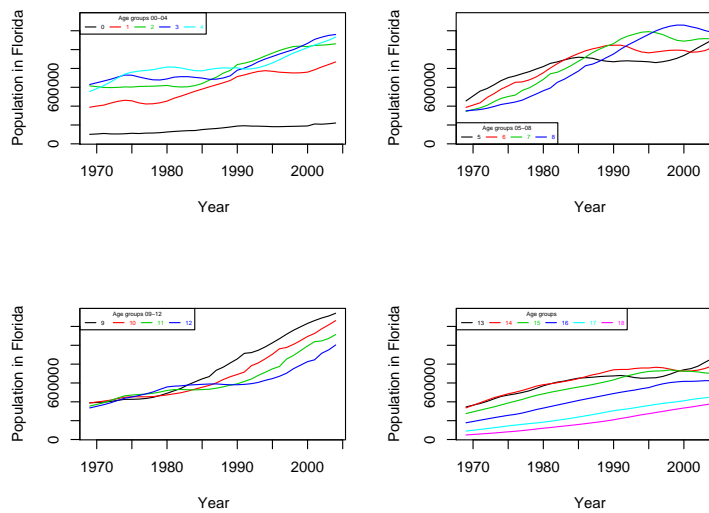 Age groups 00−04
0 1 2 3 4
Population in Florida
0 600000
1970 1980 1990 2000
Year
Age groups 05−08
5 6 7 8
Population in Florida
0 600000
1970 1980 1990 2000
Year
Age groups 09−12
9 10 11 12
Population in Florida
0 600000
1970 1980 1990 2000
Year
Age groups
13 14 15 16 17 18
Population in Florida
0 600000
1970 1980 1990 2000
Year